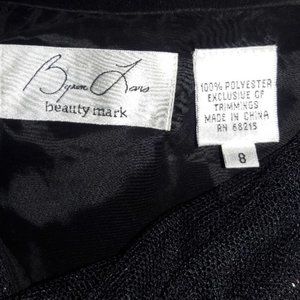 Byron Lars
beauty mark
100% POLYESTER
EXCLUSIVE OF
TRIMMINGS
MADE IN CHINA
RN 68215
8